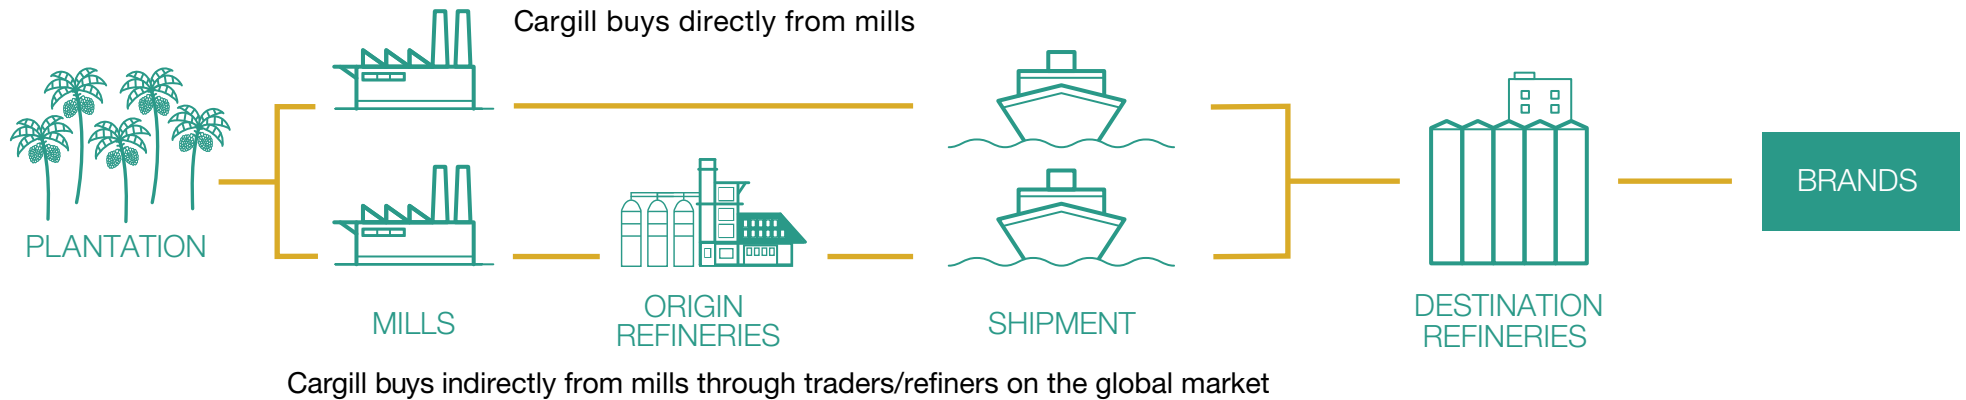 Cargill buys directly from mills
PLANTATION
MILLS
ORIGIN
REFINERIES
SHIPMENT
DESTINATION
REFINERIES
BRANDS
Cargill buys indirectly from mills through traders/refiners on the global market